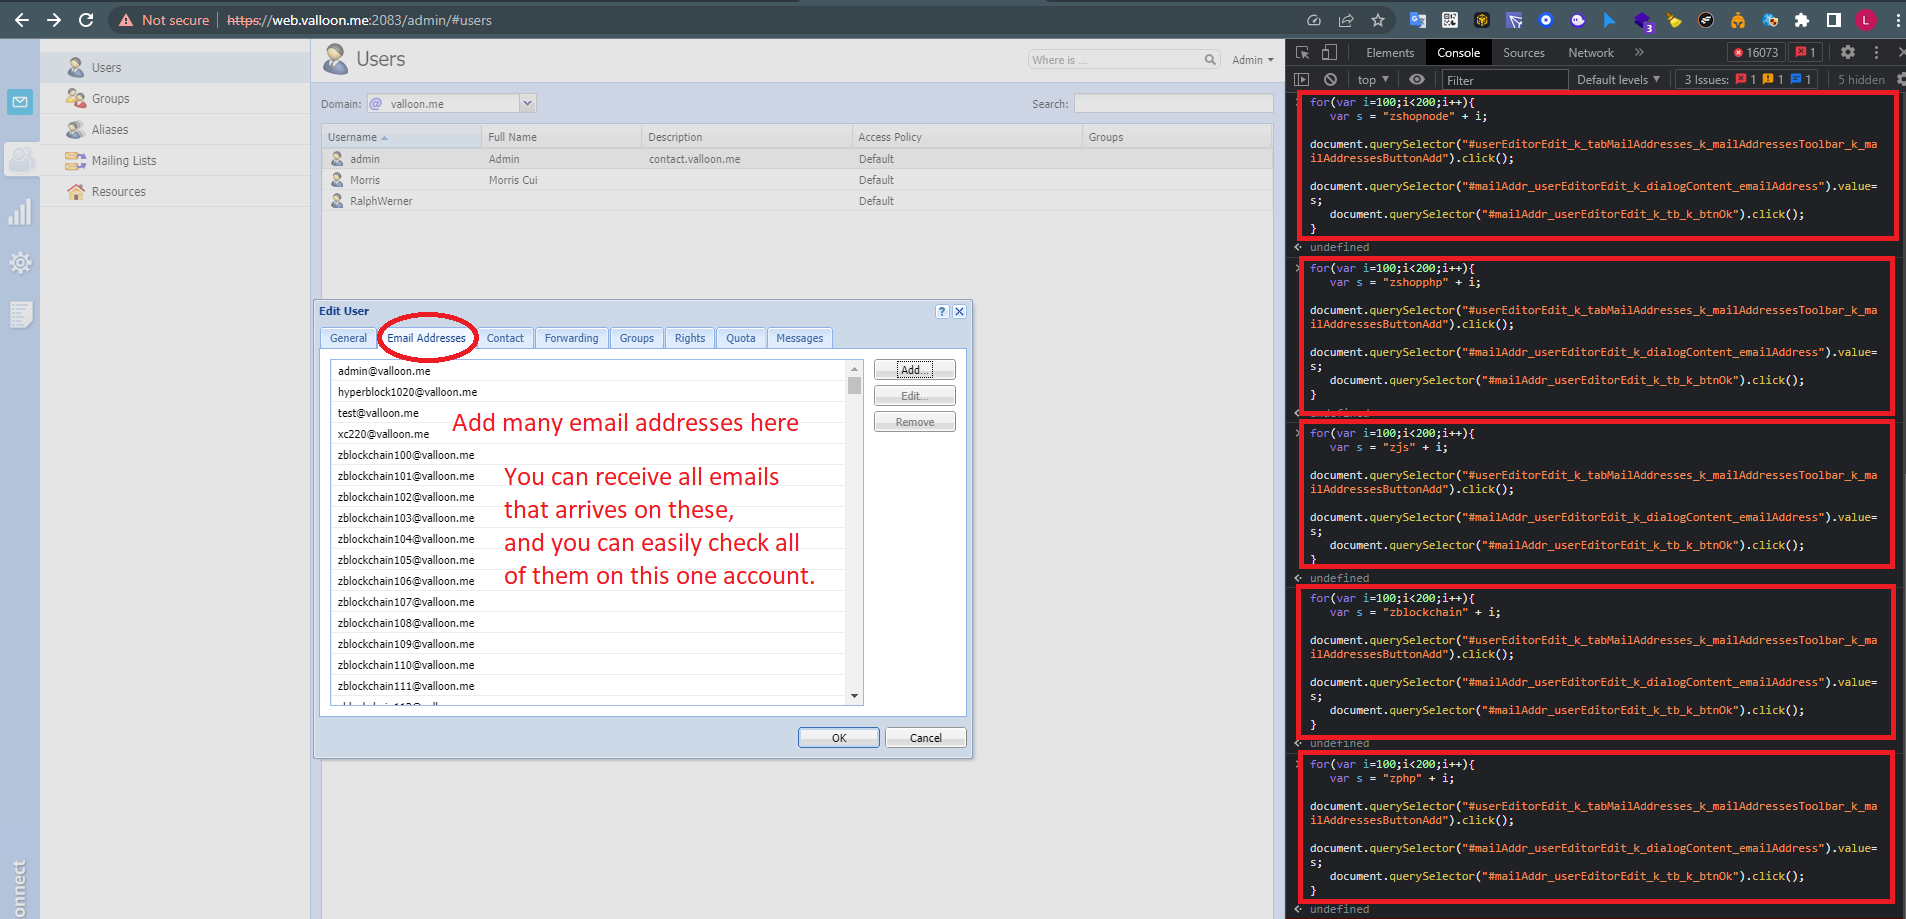 Not secure https://web.valloon.me:2083/admin/#users
3
L
Users
Groups
Aliases
Mailing Lists
Resources
onnect
Users
Where is ...
Admin
Domain: @ valloon.me
Search:
Username Full Name Description Access Policy Groups
admin Admin contact.valloon.me Default
Morris Morris Cui Default
RalphWerner Default
Edit User
?
General Email Addresses Contact Forwarding Groups Rights Quota Messages
admin@valloon.me
hyperblock1020@valloon.me
test@valloon.me
xc220@valloon.me
zblockchain100@valloon.me
zblockchain101@valloon.me
zblockchain102@valloon.me
zblockchain103@valloon.me
zblockchain104@valloon.me
zblockchain105@valloon.me
zblockchain106@valloon.me
zblockchain107@valloon.me
zblockchain108@valloon.me
zblockchain109@valloon.me
zblockchain110@valloon.me
zblockchain111@valloon.me
Add many email addresses here
You can receive all emails
that arrives on these,
and you can easily check all
of them on this one account.
Add...
Edit...
Remove
OK Cancel
Elements Console Sources Network » 16073 1
top Filter Default levels 3 Issues: 1 1 1 5 hidden
for(var i=100;i<200;i++){
var s = "zshopnode" + i;
document.querySelector("#userEditorEdit_k_tabMailAddresses_k_mailAddressesToolbar_k_ma
ilAddressesButtonAdd").click();
document.querySelector("#mailAddr_userEditorEdit_k_dialogContent_emailAddress").value=
s;
document.querySelector("#mailAddr_userEditorEdit_k_tb_k_btnOk").click();
}
undefined
for(var i=100;i<200;i++){
var s = "zshopphp" + i;
document.querySelector("#userEditorEdit_k_tabMailAddresses_k_mailAddressesToolbar_k_ma
ilAddressesButtonAdd").click();
document.querySelector("#mailAddr_userEditorEdit_k_dialogContent_emailAddress").value=
s;
document.querySelector("#mailAddr_userEditorEdit_k_tb_k_btnOk").click();
}
undefined
for(var i=100;i<200;i++){
var s = "zjs" + i;
document.querySelector("#userEditorEdit_k_tabMailAddresses_k_mailAddressesToolbar_k_ma
ilAddressesButtonAdd").click();
document.querySelector("#mailAddr_userEditorEdit_k_dialogContent_emailAddress").value=
s;
document.querySelector("#mailAddr_userEditorEdit_k_tb_k_btnOk").click();
}
undefined
for(var i=100;i<200;i++){
var s = "zblockchain" + i;
document.querySelector("#userEditorEdit_k_tabMailAddresses_k_mailAddressesToolbar_k_ma
ilAddressesButtonAdd").click();
document.querySelector("#mailAddr_userEditorEdit_k_dialogContent_emailAddress").value=
s;
document.querySelector("#mailAddr_userEditorEdit_k_tb_k_btnOk").click();
}
undefined
for(var i=100;i<200;i++){
var s = "zphp" + i;
document.querySelector("#userEditorEdit_k_tabMailAddresses_k_mailAddressesToolbar_k_ma
ilAddressesButtonAdd").click();
document.querySelector("#mailAddr_userEditorEdit_k_dialogContent_emailAddress").value=
s;
document.querySelector("#mailAddr_userEditorEdit_k_tb_k_btnOk").click();
}
undefined